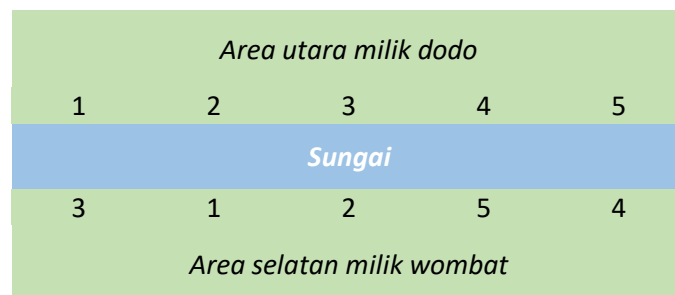 Area utara milik dodo
1 2 3 4 5
Sungai
3 1 2 5 4
Area selatan milik wombat